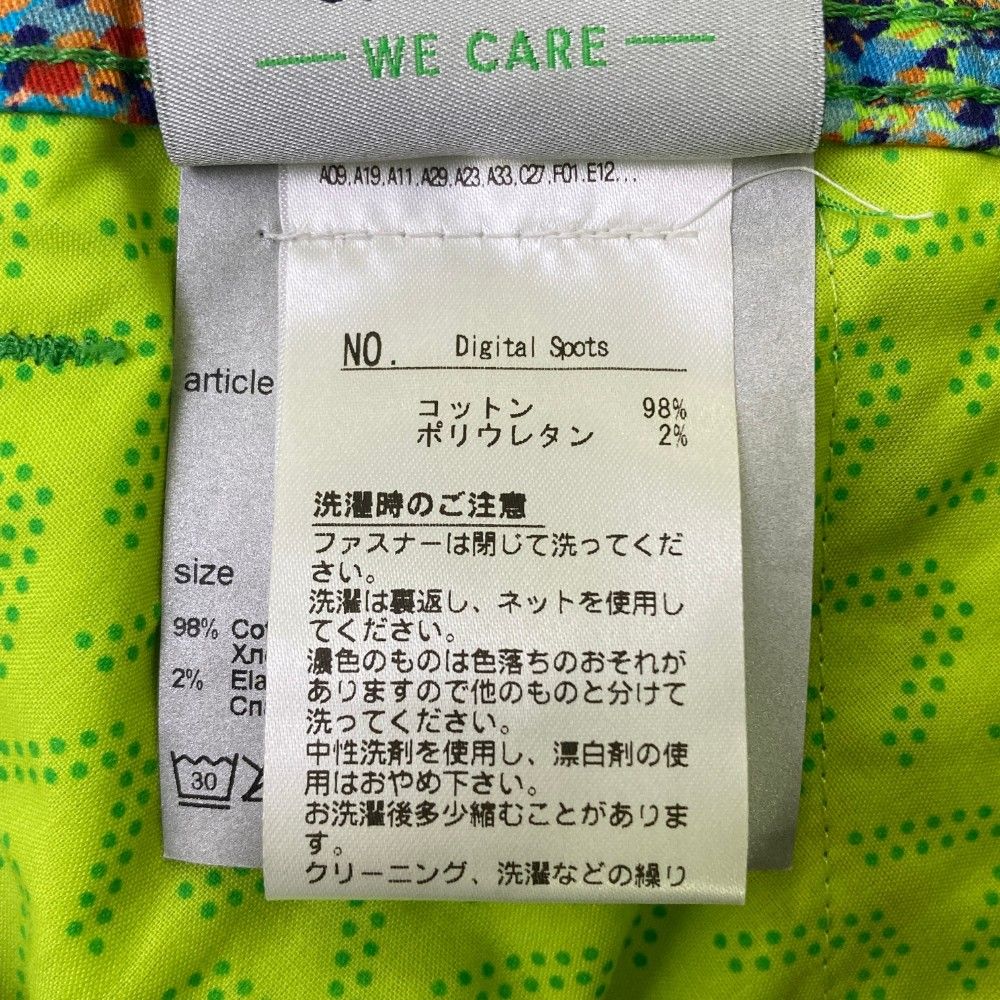 WE CARE
A09.A19.A11.A29.A23.A33.C27.F01.E12...
NO. Digital Spots
article
コットン 98%
ポリウレタン 2%
洗濯時のご注意
ファスナーは閉じて洗ってくだ
さい。
size
洗濯は裏返し、ネットを使用し
てください。
98% Cot
Хло
濃色のものは色落ちのおそれが
2% Ela
ありますので他のものと分けて
Спа
洗ってください。
中性洗剤を使用し、漂白剤の使
30
用はおやめ下さい。
お洗濯後多少縮むことがありま
す。
クリーニング、洗濯などの繰り